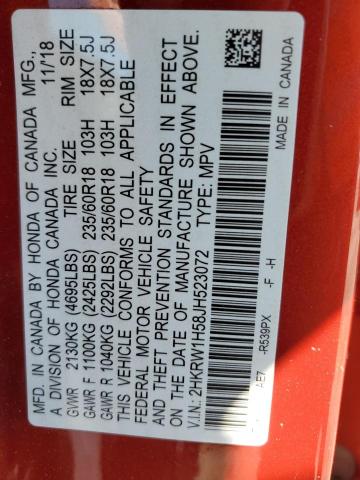 MFD. IN CANADA BY HONDA OF CANADA MFG.,
A DIVISION OF HONDA CANADA INC. 11/18
GVWR 2130KG (4695LBS) TIRE SIZE RIM SIZE
GAWR F 1100KG (2425LBS) 235/60R18 103H 18X7.5J
GAWR R 1040KG (2292LBS) 235/60R18 103H 18X7.5J
THIS VEHICLE CONFORMS TO ALL APPLICABLE
FEDERAL MOTOR VEHICLE SAFETY
AND THEFT PREVENTION STANDARDS IN EFFECT
ON THE DATE OF MANUFACTURE SHOWN ABOVE.
V.I.N.: 2HKRW1H58JH523072 TYPE: MPV
AE7 -R539PX -F -H
MADE IN CANADA